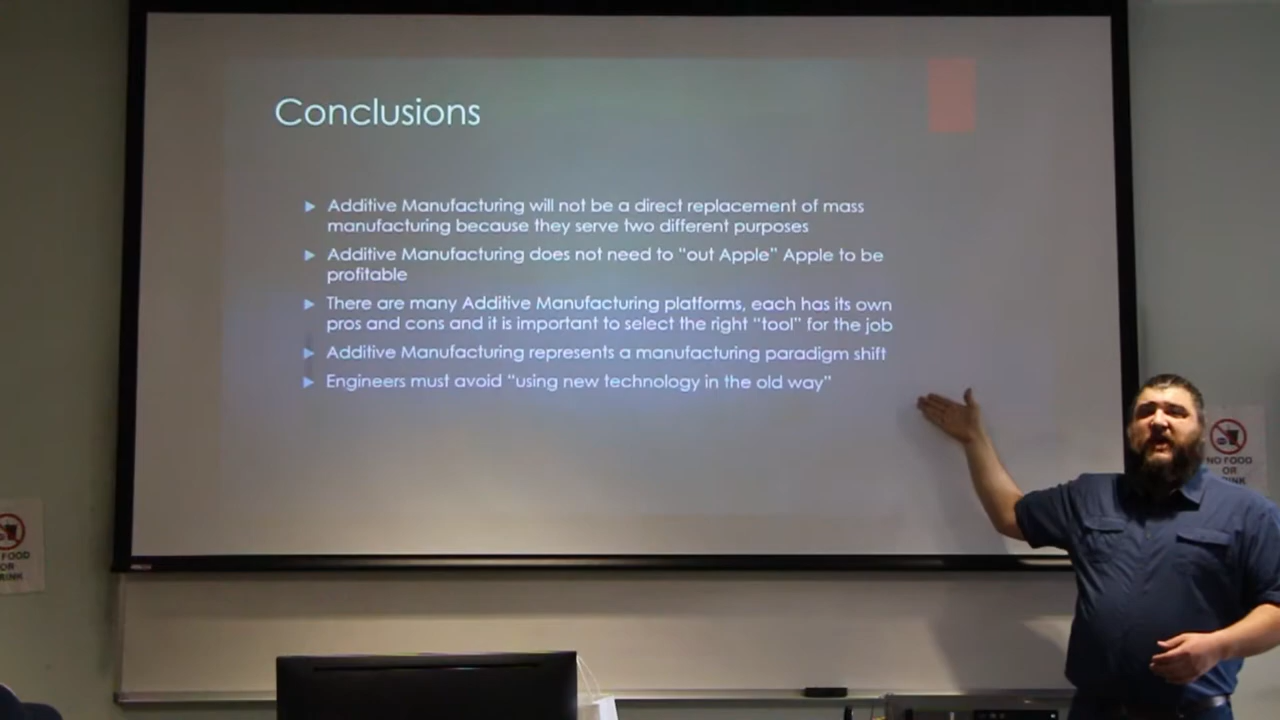 Conclusions
Additive Manufacturing will not be a direct replacement of mass
manufacturing because they serve two different purposes
Additive Manufacturing does not need to “out Apple” Apple to be
profitable
There are many Additive Manufacturing platforms, each has its own
pros and cons and it is important to select the right “tool” for the job
Additive Manufacturing represents a manufacturing paradigm shift
Engineers must avoid “using new technology in the old way”
NO FOOD
OR
FOOD
OR